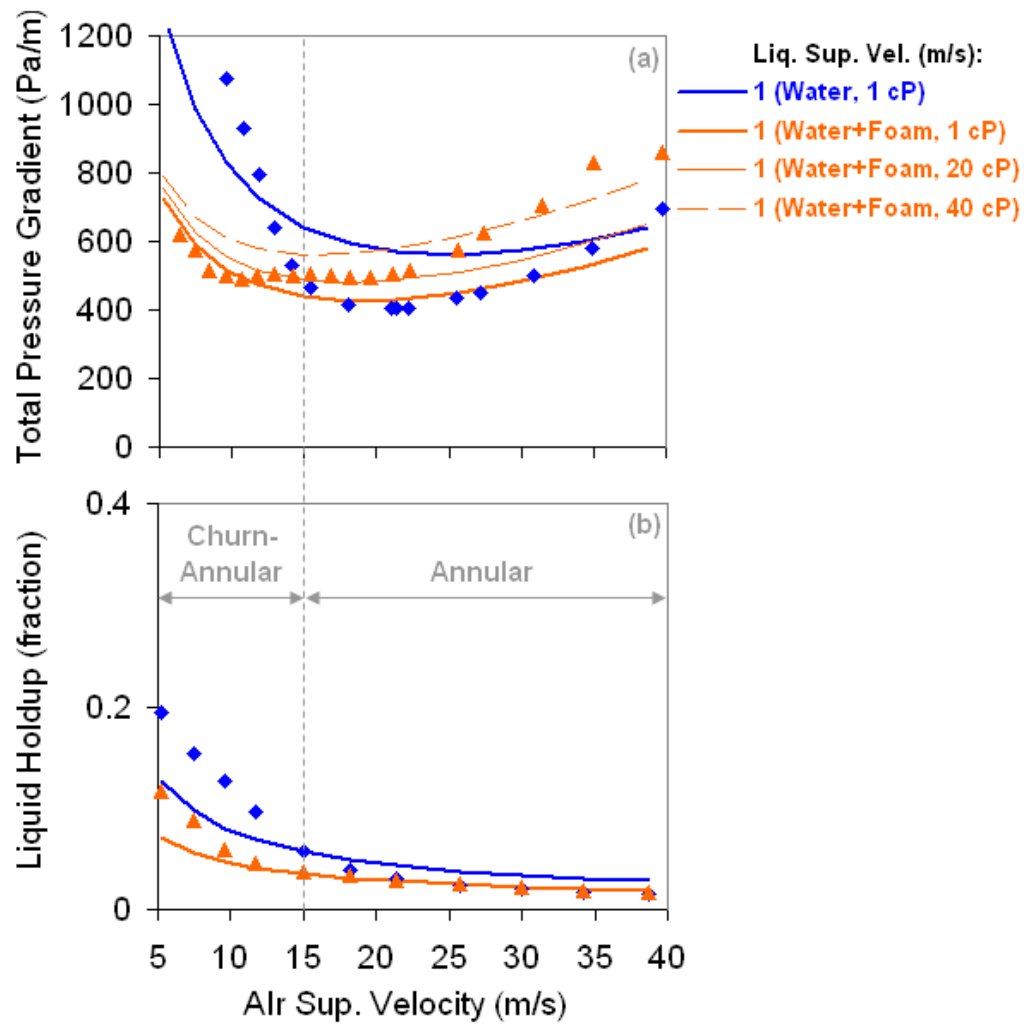 Total Pressure Gradient (Pa/m)
1200
1000
800
600
400
200
0
(a)
Liq. Sup. Vel. (m/s):
1 (Water, 1 cP)
1 (Water+Foam, 1 cP)
1 (Water+Foam, 20 cP)
1 (Water+Foam, 40 cP)
Liquid Holdup (fraction)
0.4
0.2
0
(b)
Churn-
Annular
Annular
5 10 15 20 25 30 35 40
AIr Sup. Velocity (m/s)